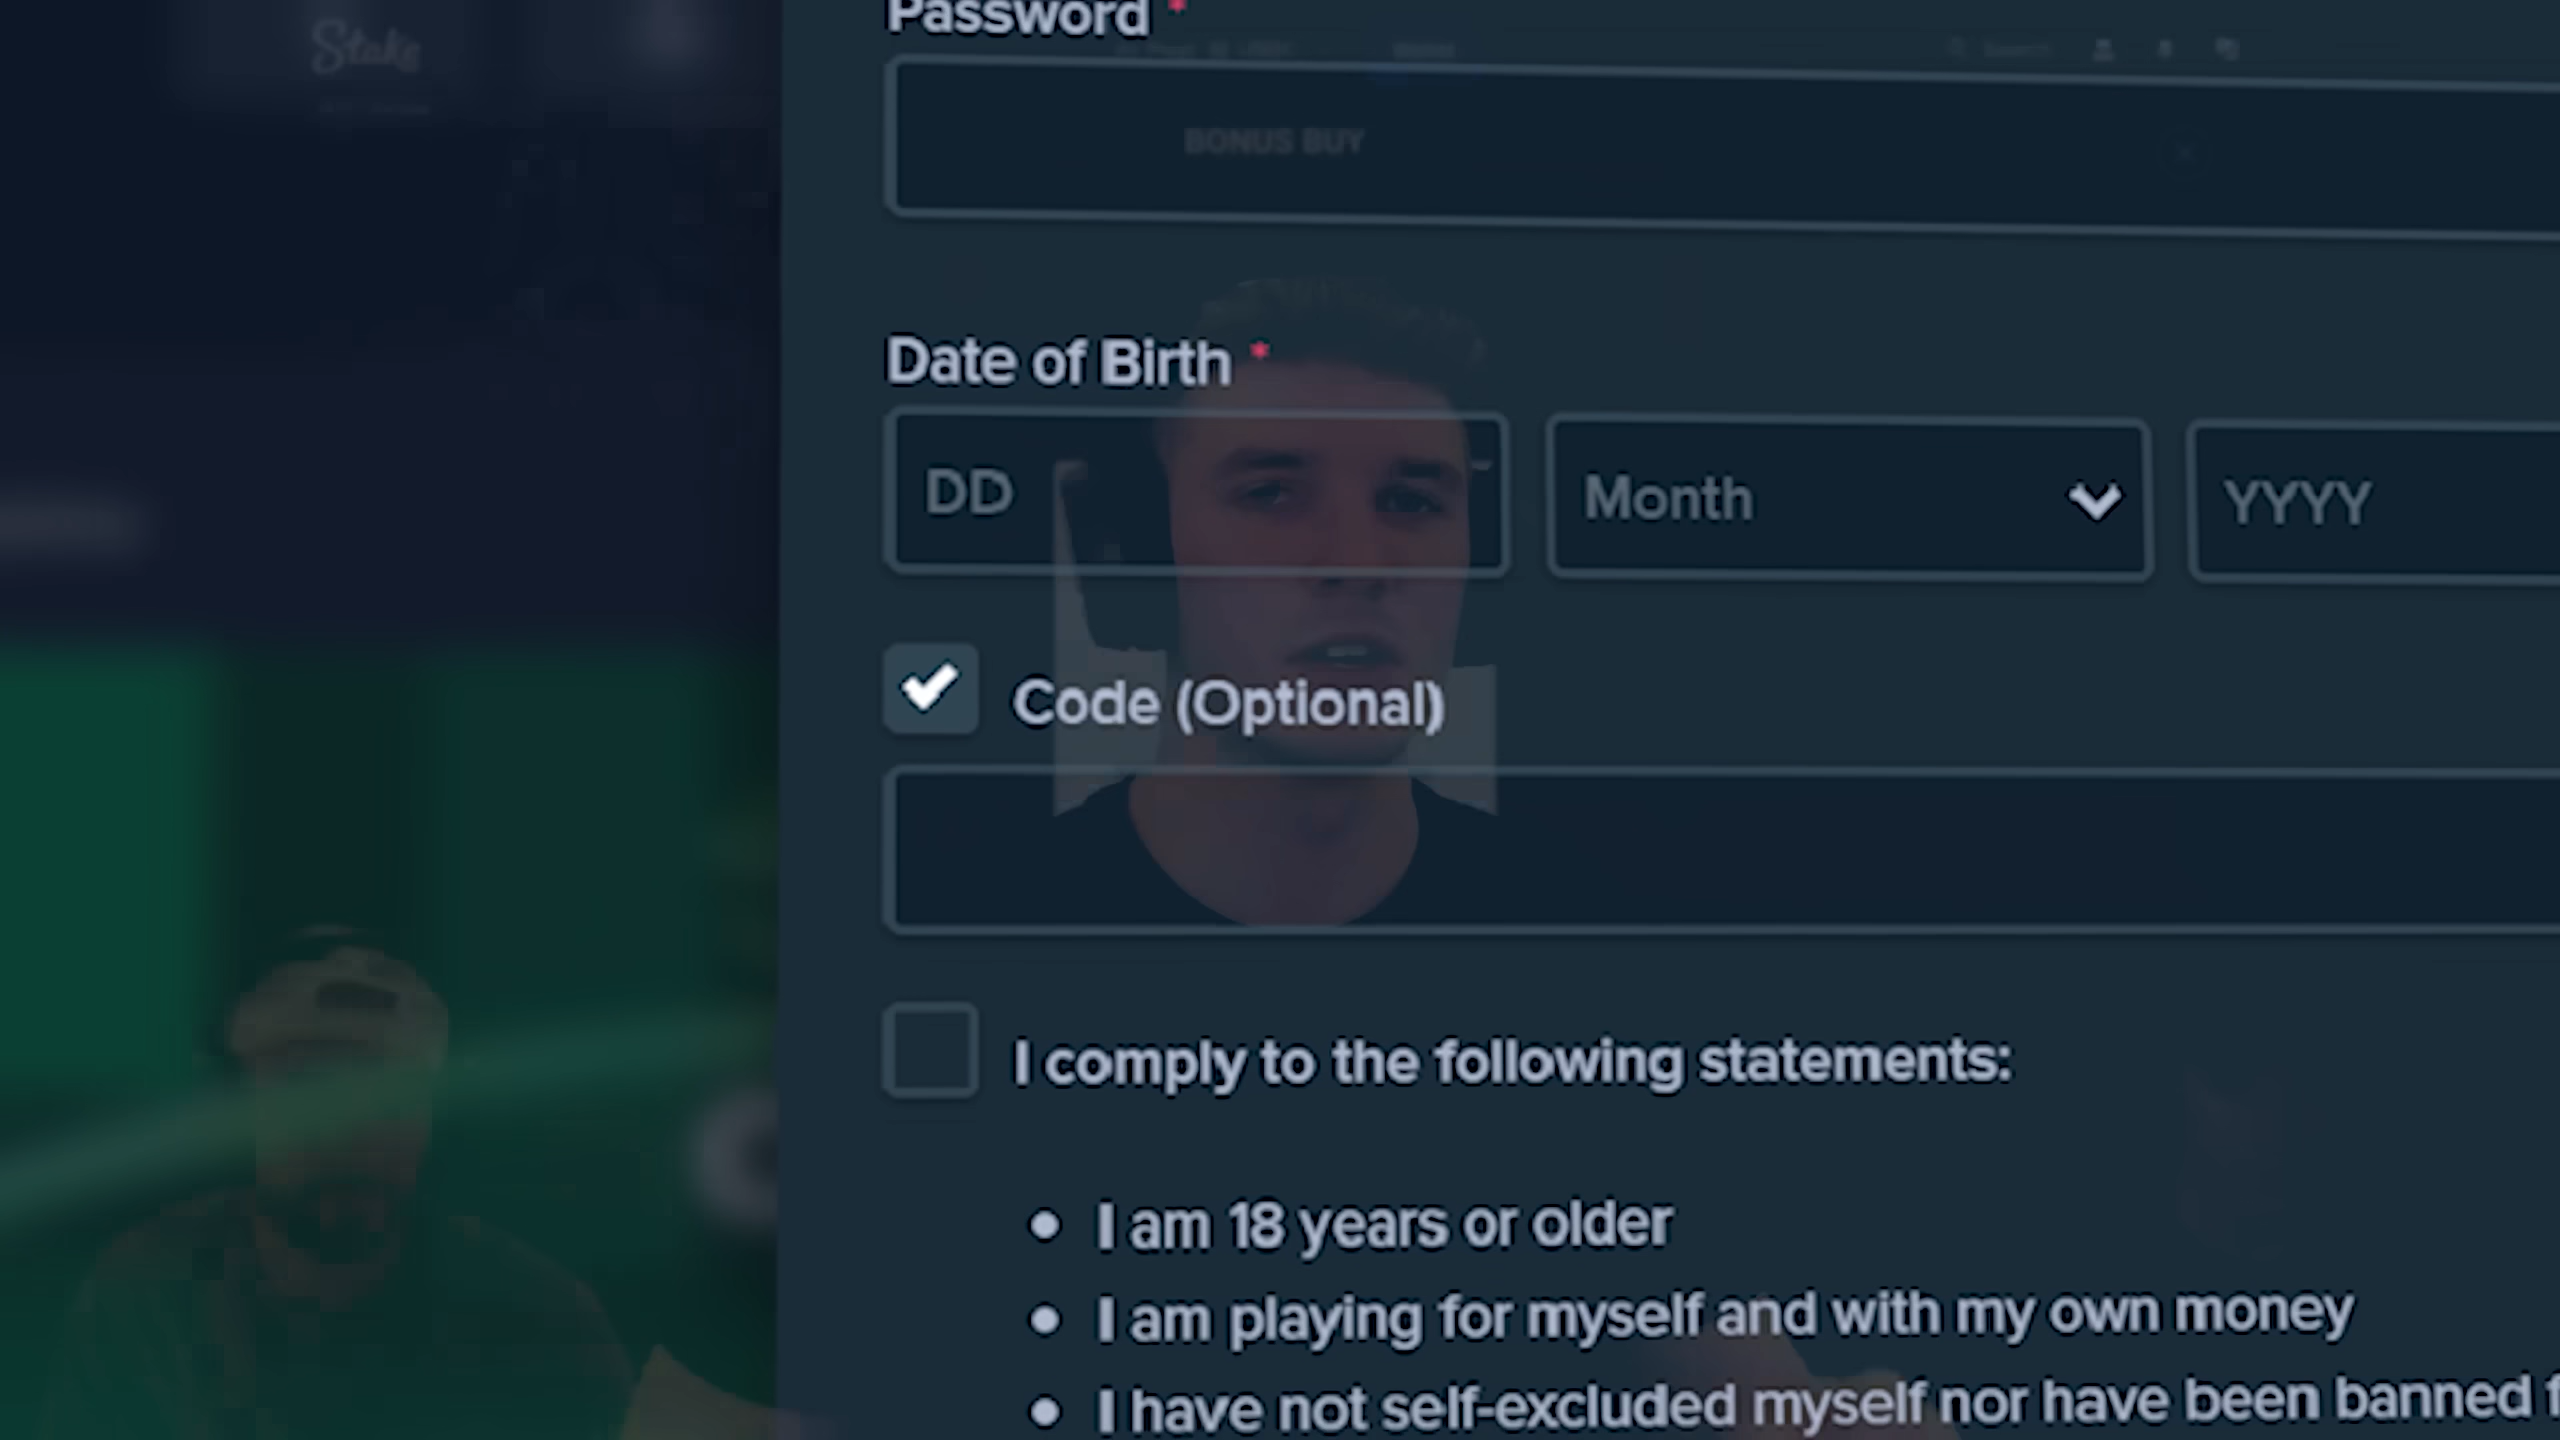 Stake
Password *
BONUS BUY
Date of Birth *
DD
Month
YYYY
Code (Optional)
I comply to the following statements:
• I am 18 years or older
• I am playing for myself and with my own money
• I have not self-excluded myself nor have been banned f